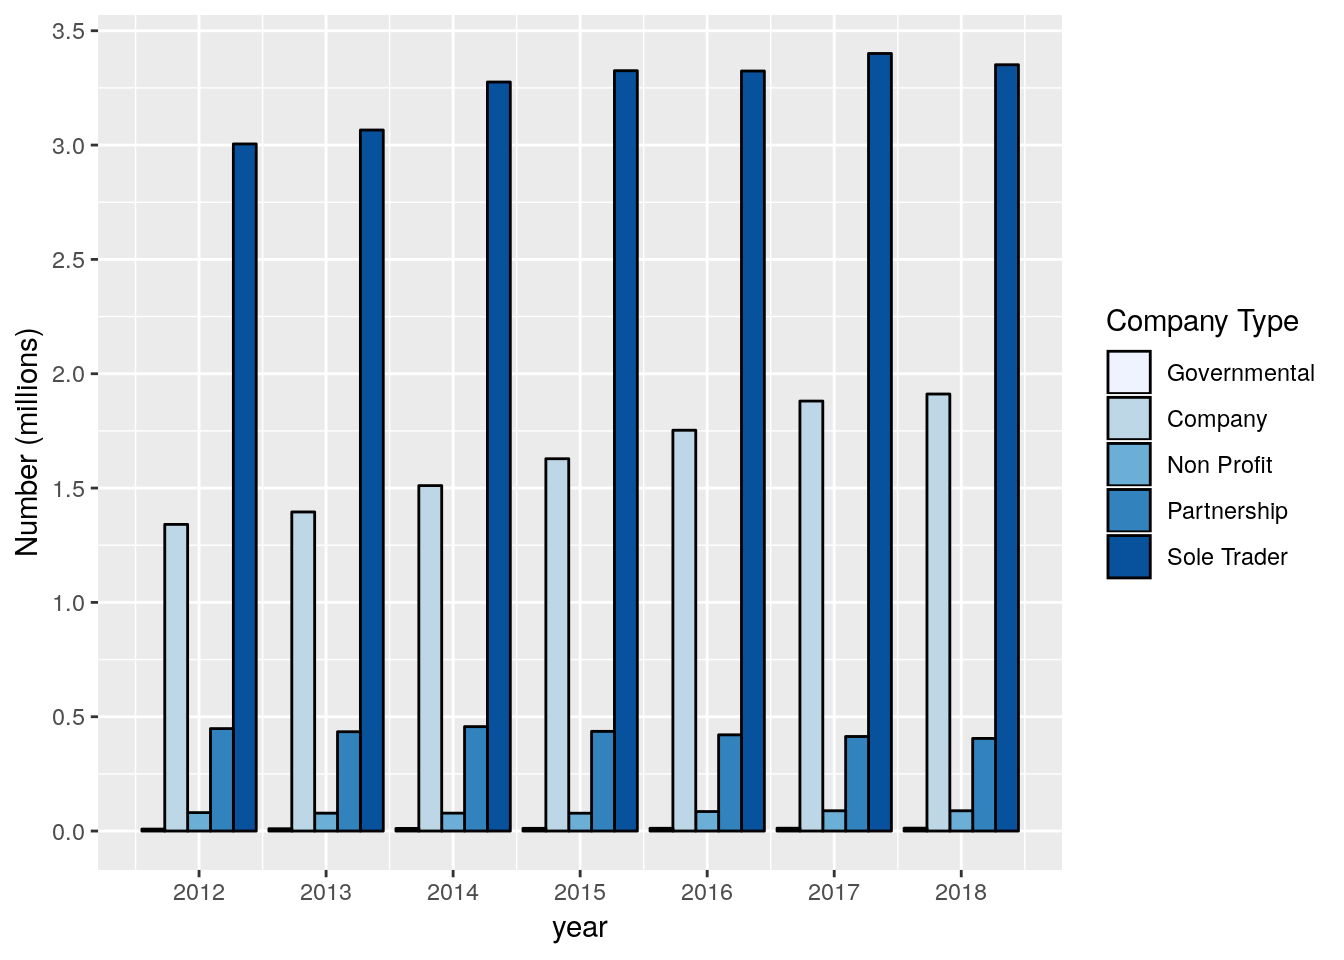 3.5
3.0
2.5
2.0
1.5
1.0
0.5
0.0
Number (millions)
2012 2013 2014 2015 2016 2017 2018
year
Company Type
Governmental
Company
Non Profit
Partnership
Sole Trader